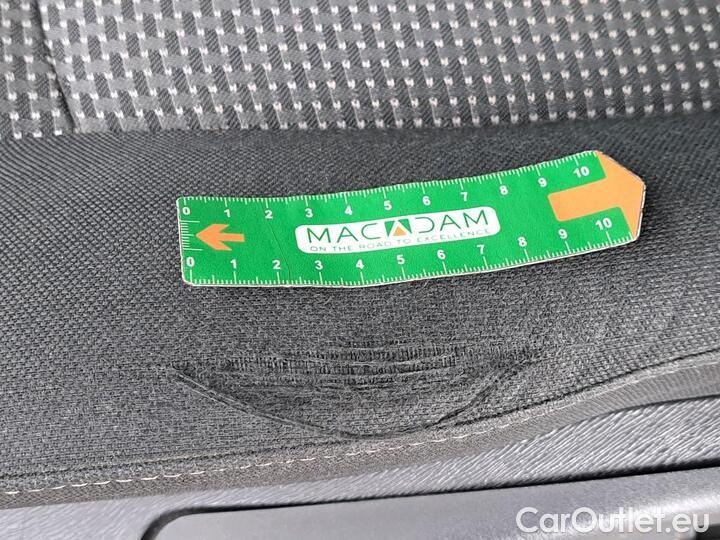 0 1 2 3 4 5 6 7 8 9 10
MACADAM
ON THE ROAD TO EXCELLENCE
0 1 2 3 4 5 6 7 8 9 10
CarOutlet.eu